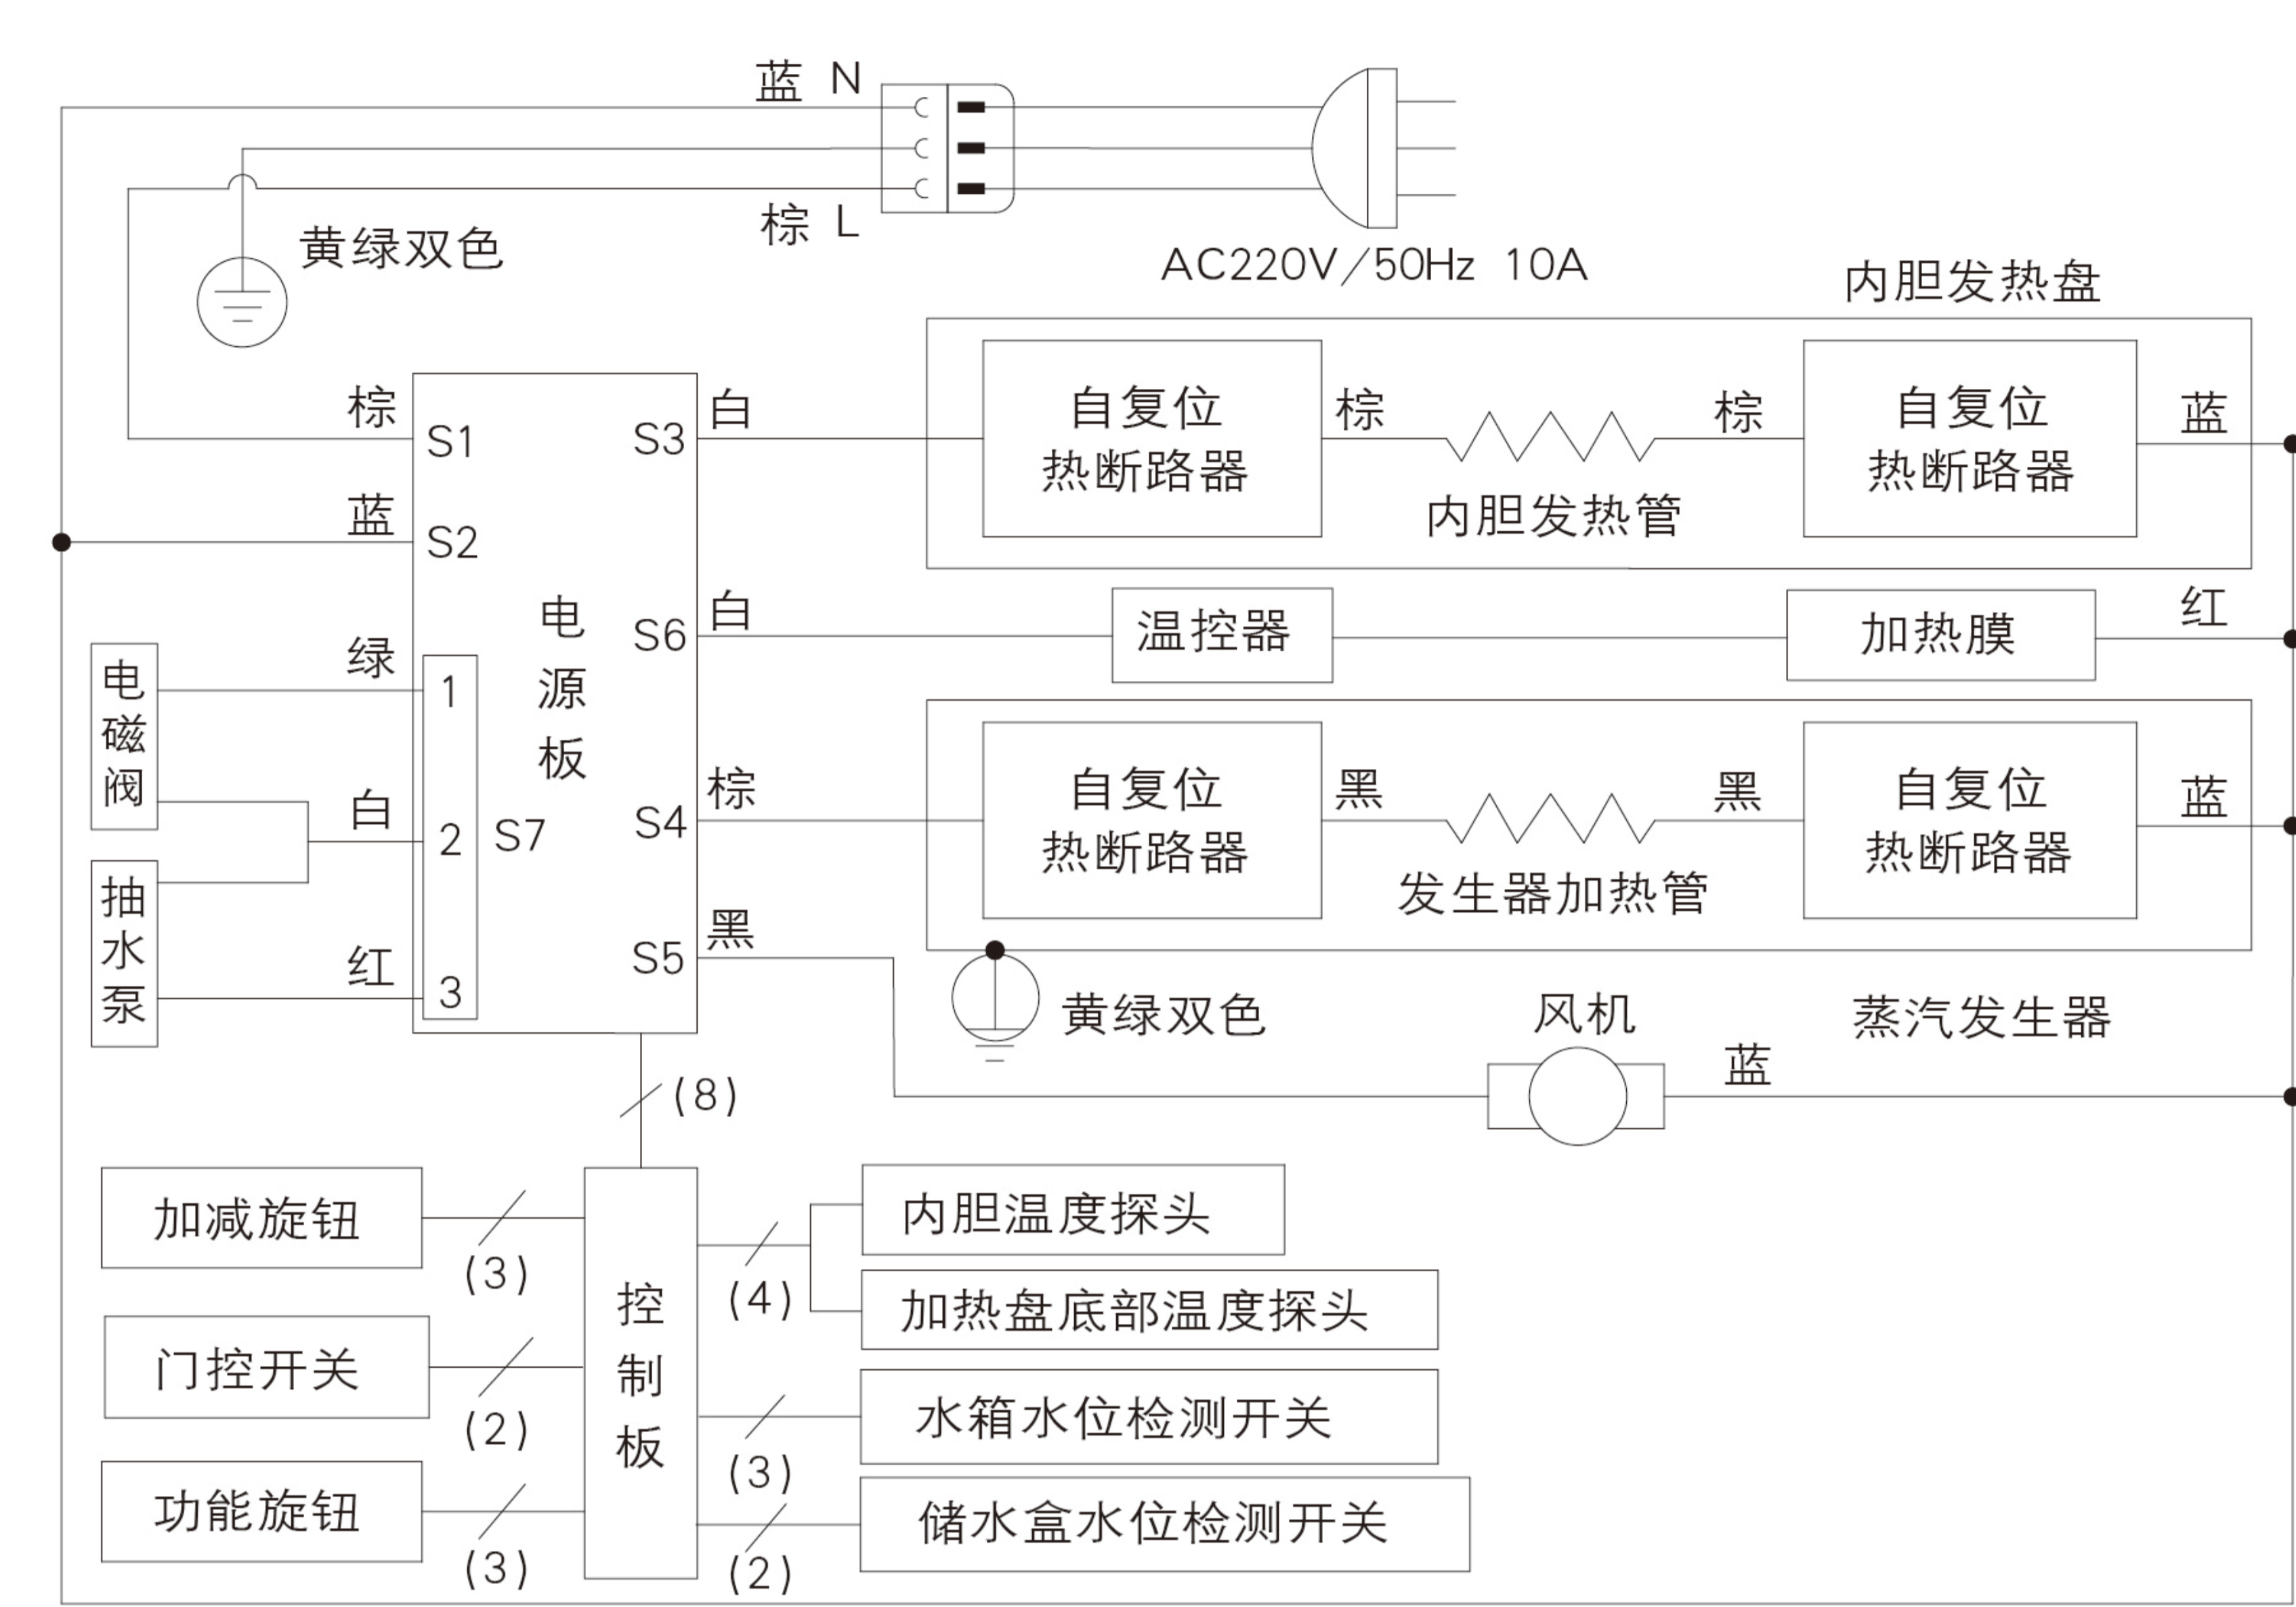 蓝 N
棕 L
黄绿双色
AC220V/50Hz 10A
内胆发热盘
棕
S1
S3
白
自复位
热断路器
棕
内胆发热管
棕
自复位
热断路器
蓝
蓝
S2
电源板
S6
白
温控器
加热膜
红
电磁阀
绿
1
白
2
S7
S4
棕
自复位
热断路器
黑
发生器加热管
黑
自复位
热断路器
蓝
抽水泵
红
3
S5
黑
黄绿双色
风机
蓝
蒸汽发生器
(8)
加减旋钮
(3)
控制板
(4)
内胆温度探头
加热盘底部温度探头
门控开关
(2)
(3)
水箱水位检测开关
功能旋钮
(3)
(2)
储水盒水位检测开关